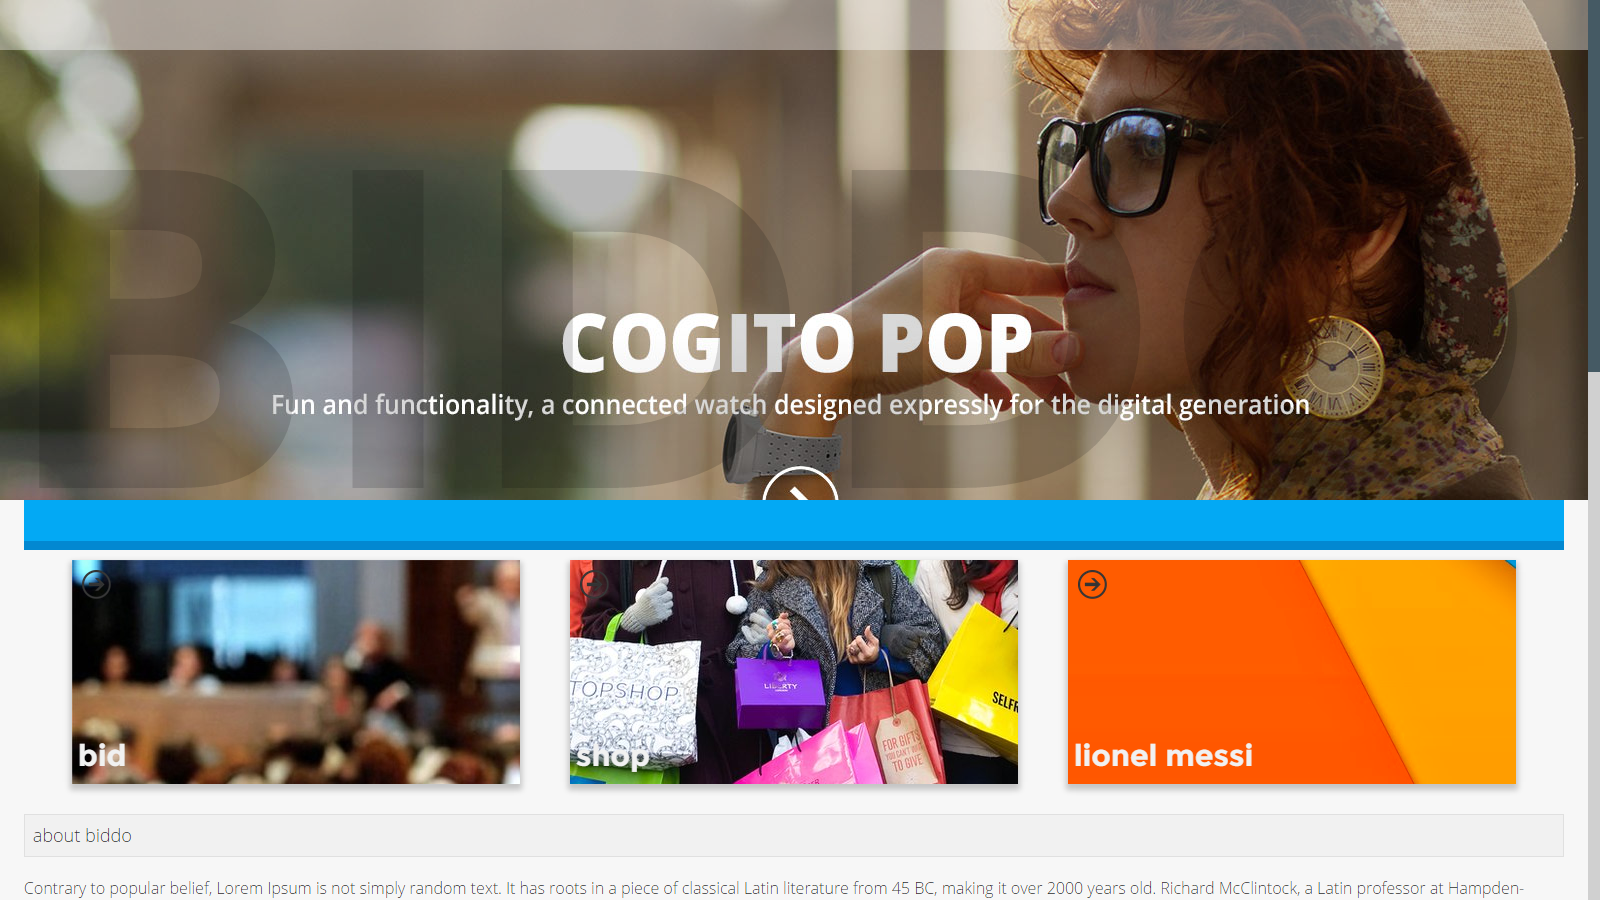 BIDDO
COGITO POP
Fun and functionality, a connected watch designed expressly for the digital generation
TOPSHOP
LIBERTY
FOR GIFTS
YOU CAN'T WAIT
TO GIVE
bid
shop
lionel messi
about biddo
Contrary to popular belief, Lorem Ipsum is not simply random text. It has roots in a piece of classical Latin literature from 45 BC, making it over 2000 years old. Richard McClintock, a Latin professor at Hampden-